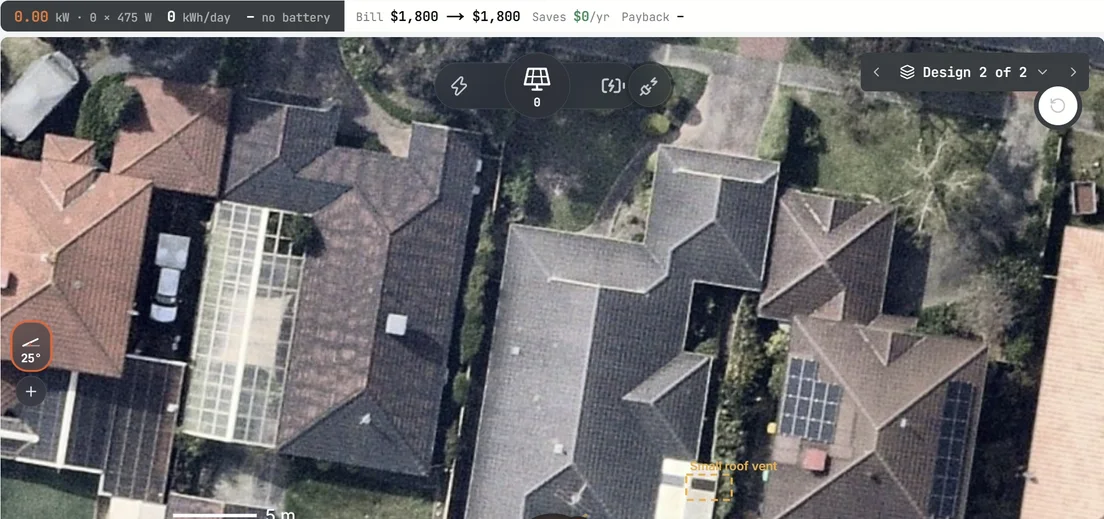 0.00 kW · 0 × 475 W 0 kWh/day – no battery Bill $1,800 → $1,800 Saves $0/yr Payback –
Design 2 of 2
0
25°
+
Small roof vent
5 m